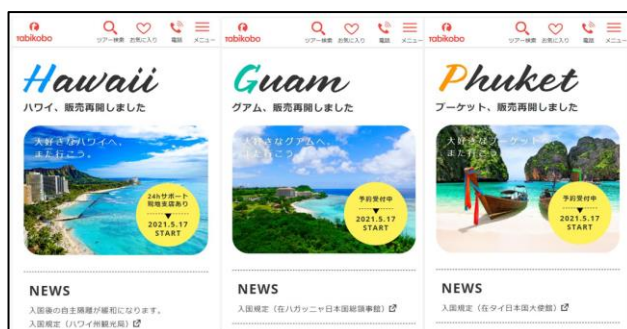 tabikobo
ツアー検索 お気に入り 電話 メニュー
Hawaii
ハワイ、販売再開しました
大好きなハワイへ、
また行こう。
24hサポート
現地支店あり
2021.5.17
START
NEWS
入国後の自主隔離が緩和になります。
入国規定（ハワイ州観光局）
tabikobo
ツアー検索 お気に入り 電話 メニュー
Guam
グアム、販売再開しました
大好きなグアムへ、
また行こう。
予約受付中
2021.5.17
START
NEWS
入国規定（在ハガッニャ日本国総領事館）
tabikobo
ツアー検索 お気に入り 電話 メニュー
Phuket
プーケット、販売再開しました
大好きなプーケットへ、
また行こう。
予約受付中
2021.5.17
START
NEWS
入国規定（在タイ日本国大使館）